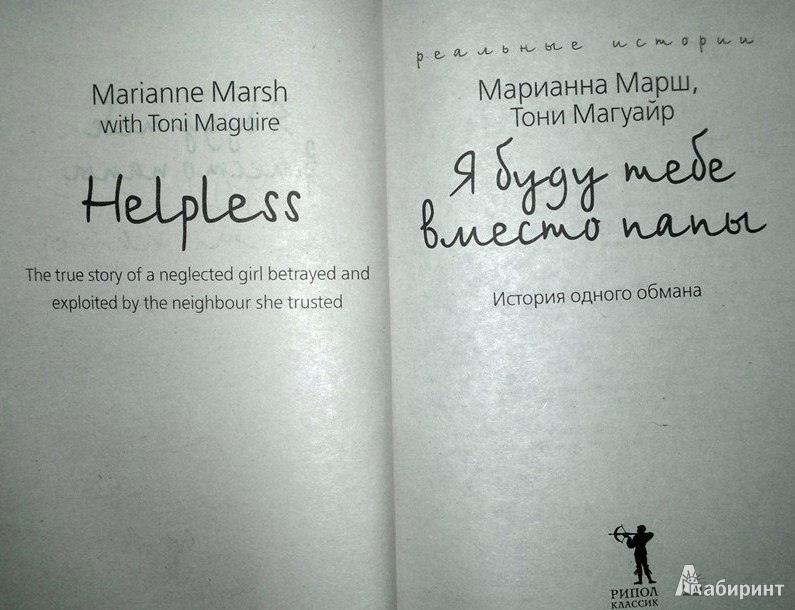 Marianne Marsh
with Toni Maguire
Helpless
The true story of a neglected girl betrayed and
exploited by the neighbour she trusted
реальные истории
Марианна Марш,
Тони Магуайр
Я буду тебе
вместо папы
История одного обмана
РИПОЛ
КЛАССИК
Лабиринт